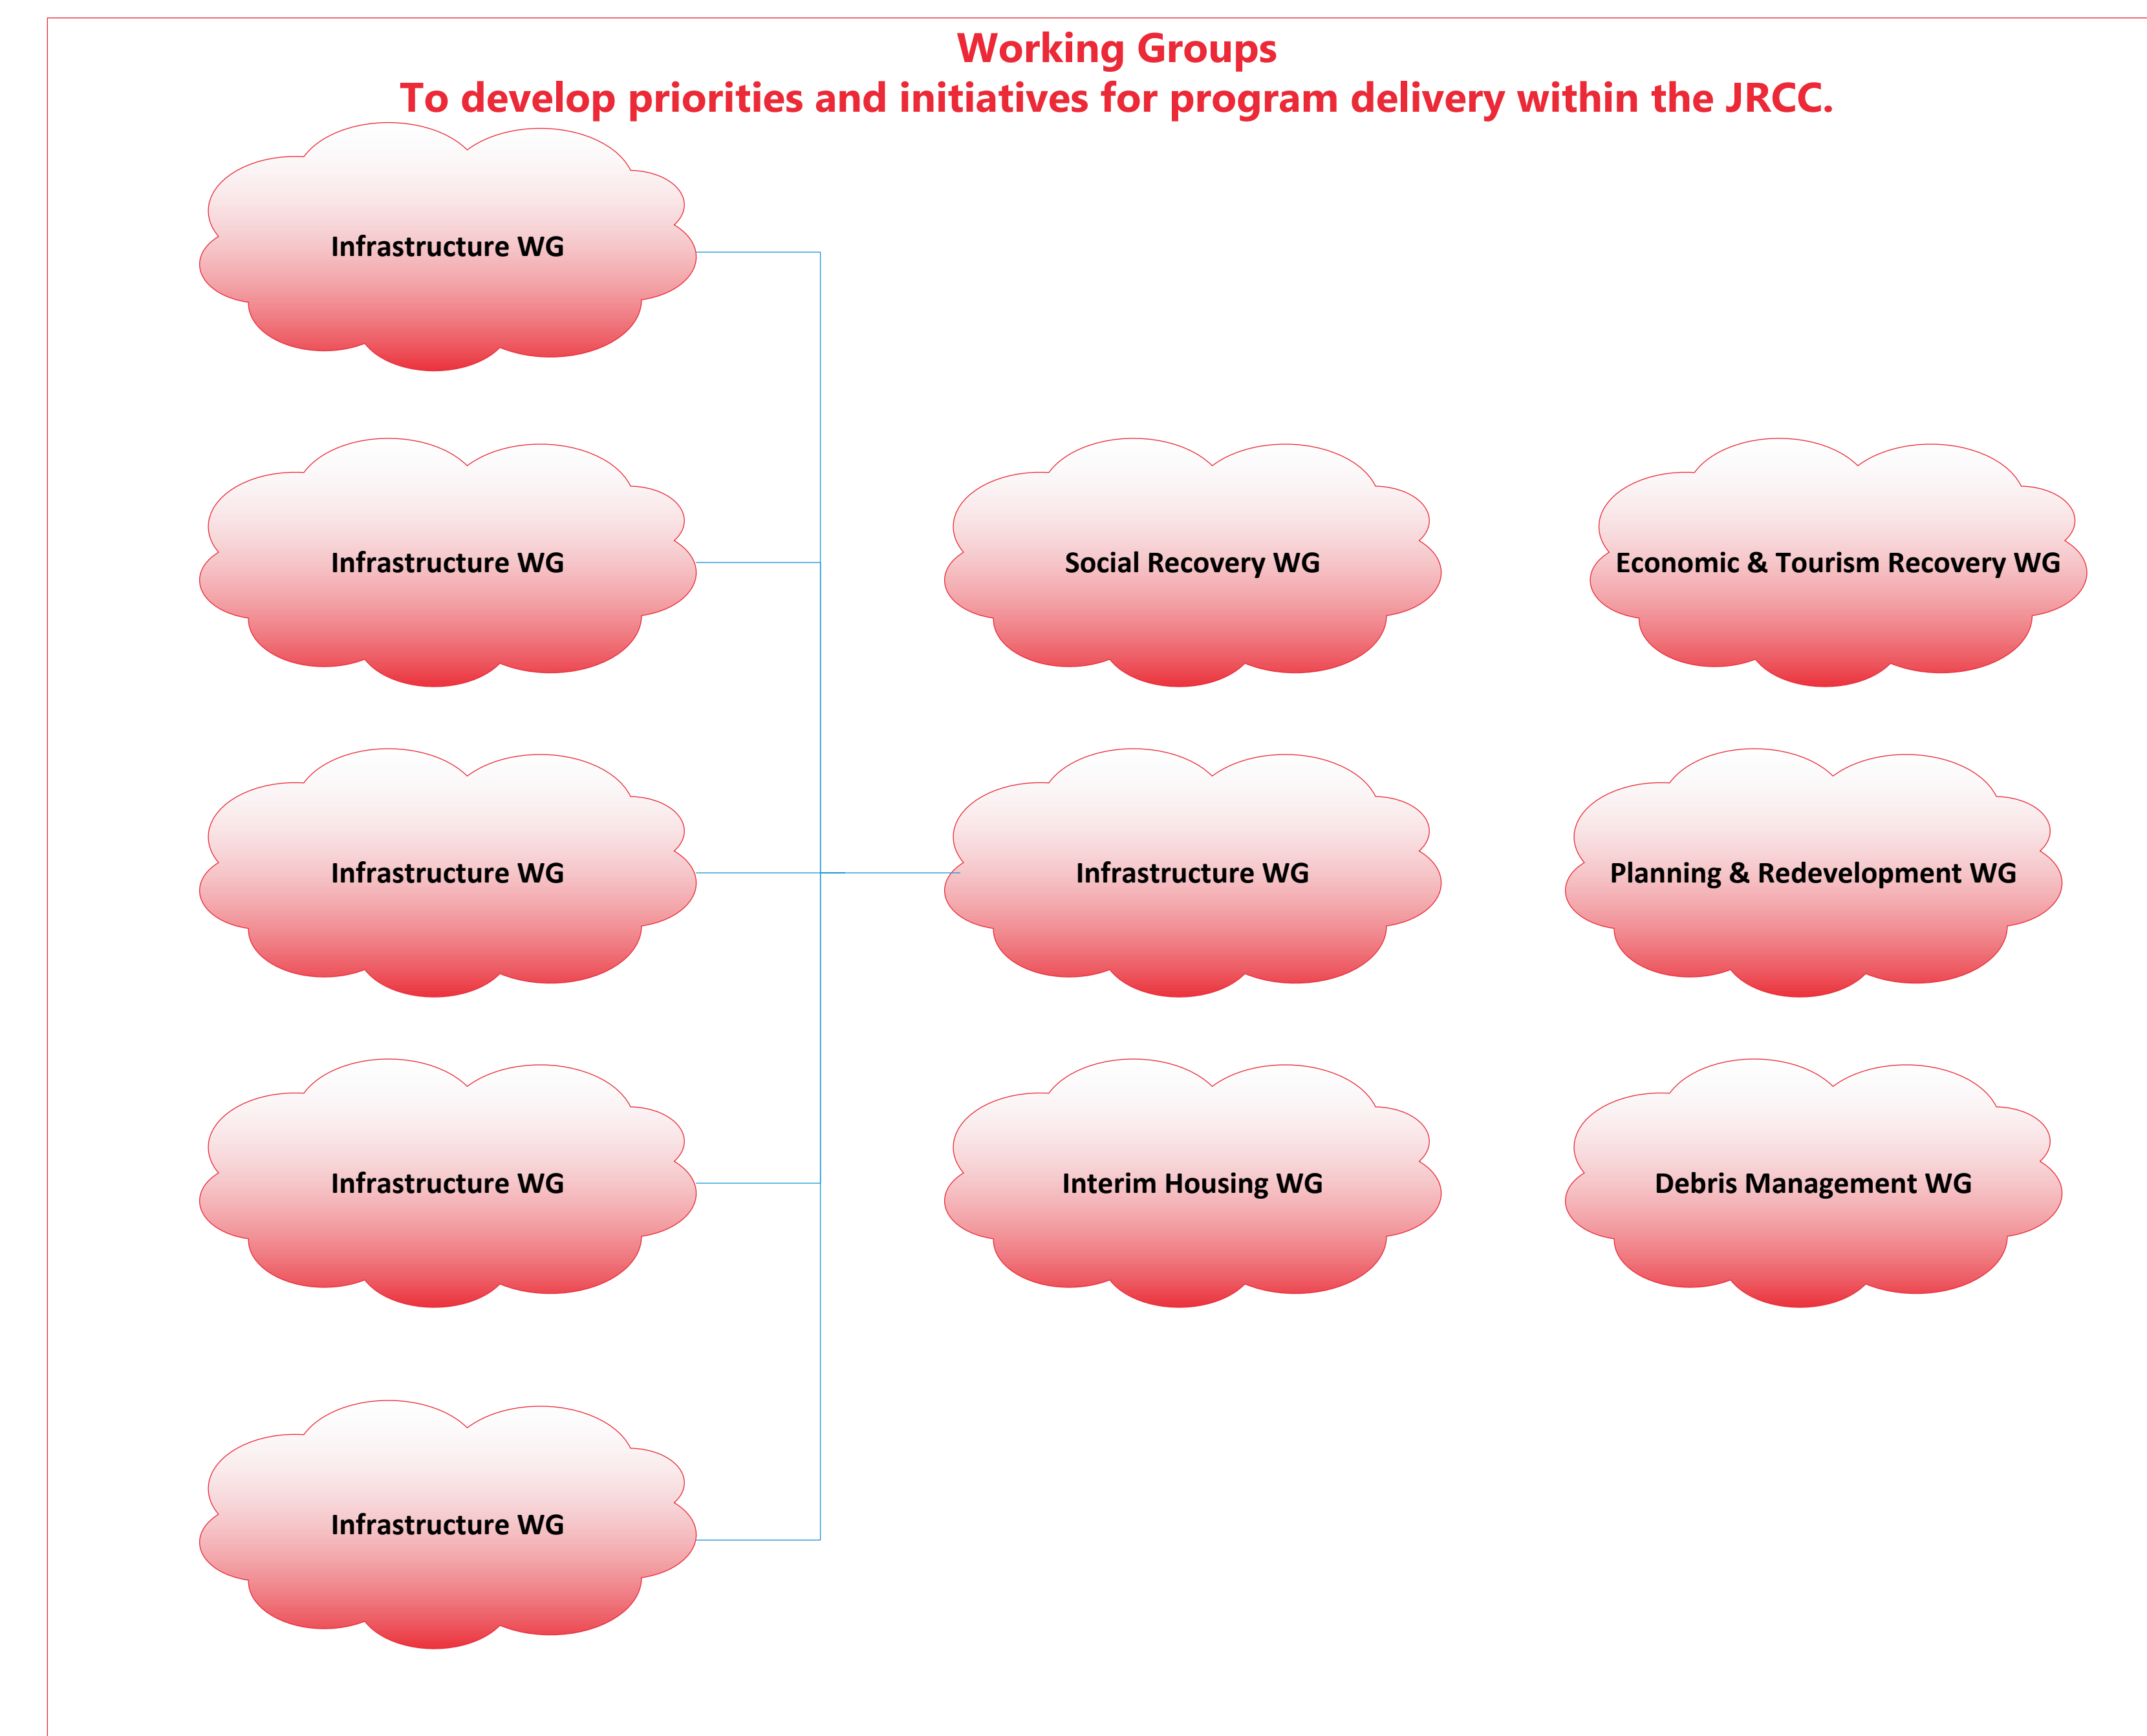 Working Groups
To develop priorities and initiatives for program delivery within the JRCC.
Infrastructure WG
Infrastructure WG
Social Recovery WG
Economic & Tourism Recovery WG
Infrastructure WG
Infrastructure WG
Planning & Redevelopment WG
Infrastructure WG
Interim Housing WG
Debris Management WG
Infrastructure WG